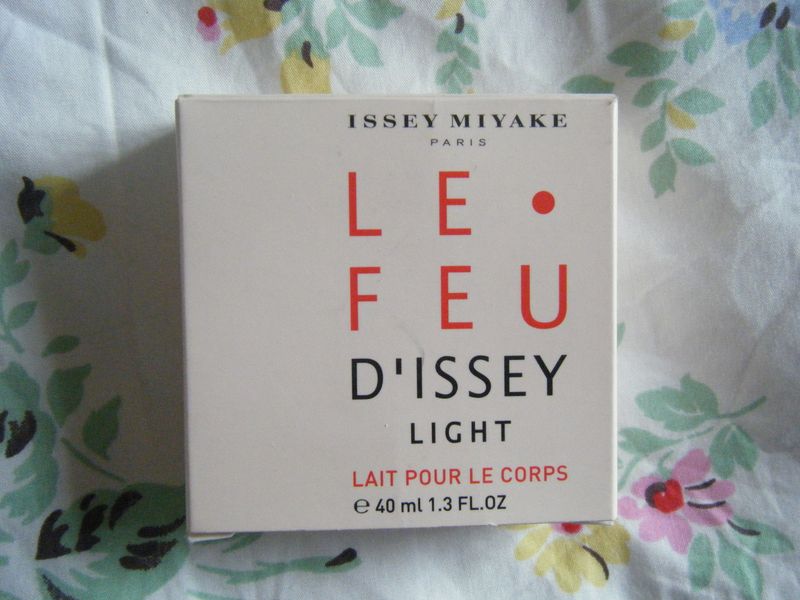 ISSEY MIYAKE
PARIS
LE•
FEU
D'ISSEY
LIGHT
LAIT POUR LE CORPS
℮ 40 ml 1.3 FL.OZ